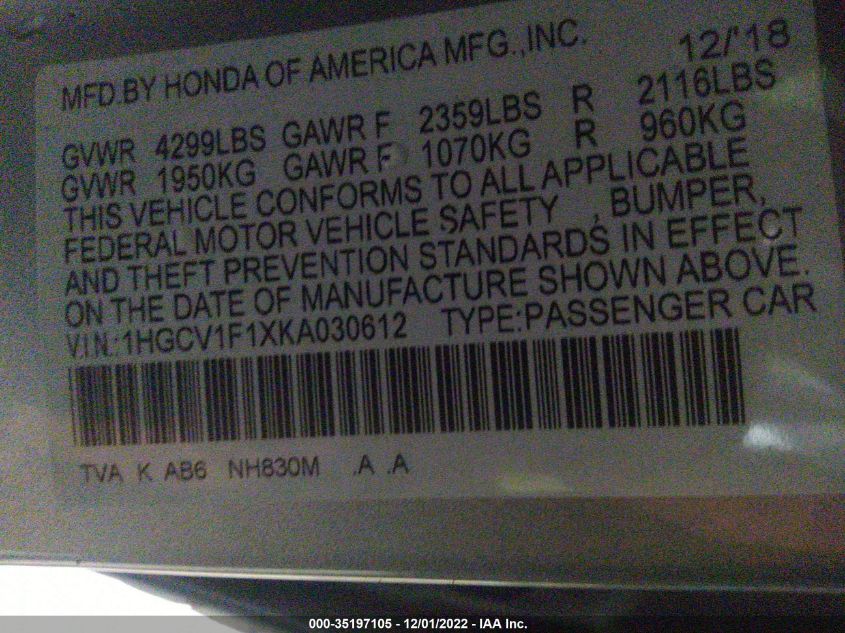 MFD.BY HONDA OF AMERICA MFG.,INC. 12/'18
GVWR 4299LBS GAWR F 2359LBS R 2116LBS
GVWR 1950KG GAWR F 1070KG R 960KG
THIS VEHICLE CONFORMS TO ALL APPLICABLE
FEDERAL MOTOR VEHICLE SAFETY , BUMPER,
AND THEFT PREVENTION STANDARDS IN EFFECT
ON THE DATE OF MANUFACTURE SHOWN ABOVE.
V.I.N.:1HGCV1F1XKA030612 TYPE:PASSENGER CAR
TVA K AB6 NH830M .A .A
000-35197105 - 12/01/2022 - IAA Inc.